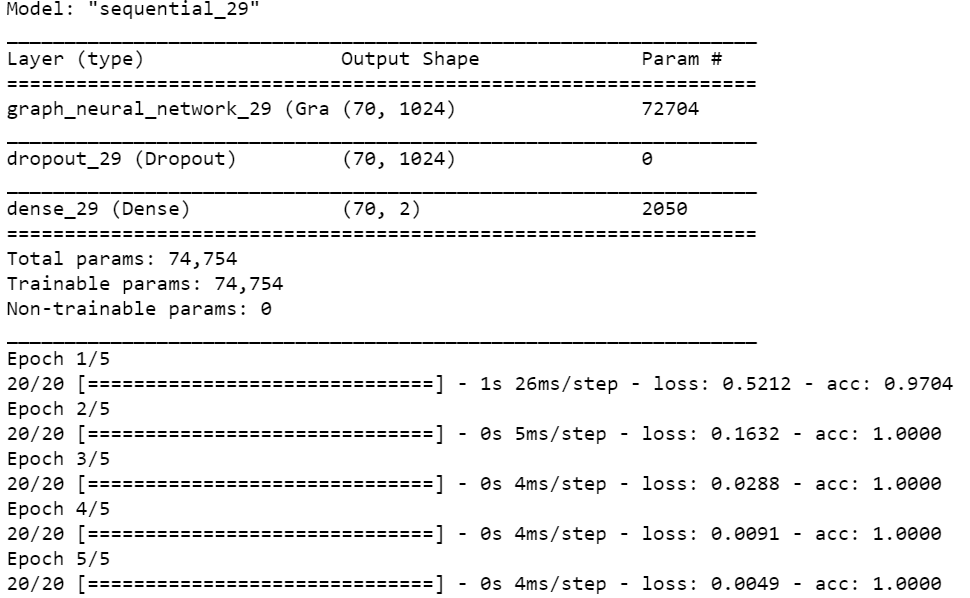 Model: "sequential_29"
_________________________________________________________________
Layer (type)                 Output Shape              Param #
=================================================================
graph_neural_network_29 (Gra (70, 1024)                72704
_________________________________________________________________
dropout_29 (Dropout)         (70, 1024)                0
_________________________________________________________________
dense_29 (Dense)             (70, 2)                   2050
=================================================================
Total params: 74,754
Trainable params: 74,754
Non-trainable params: 0
_________________________________________________________________
Epoch 1/5
20/20 [==============================] - 1s 26ms/step - loss: 0.5212 - acc: 0.9704
Epoch 2/5
20/20 [==============================] - 0s 5ms/step - loss: 0.1632 - acc: 1.0000
Epoch 3/5
20/20 [==============================] - 0s 4ms/step - loss: 0.0288 - acc: 1.0000
Epoch 4/5
20/20 [==============================] - 0s 4ms/step - loss: 0.0091 - acc: 1.0000
Epoch 5/5
20/20 [==============================] - 0s 4ms/step - loss: 0.0049 - acc: 1.0000